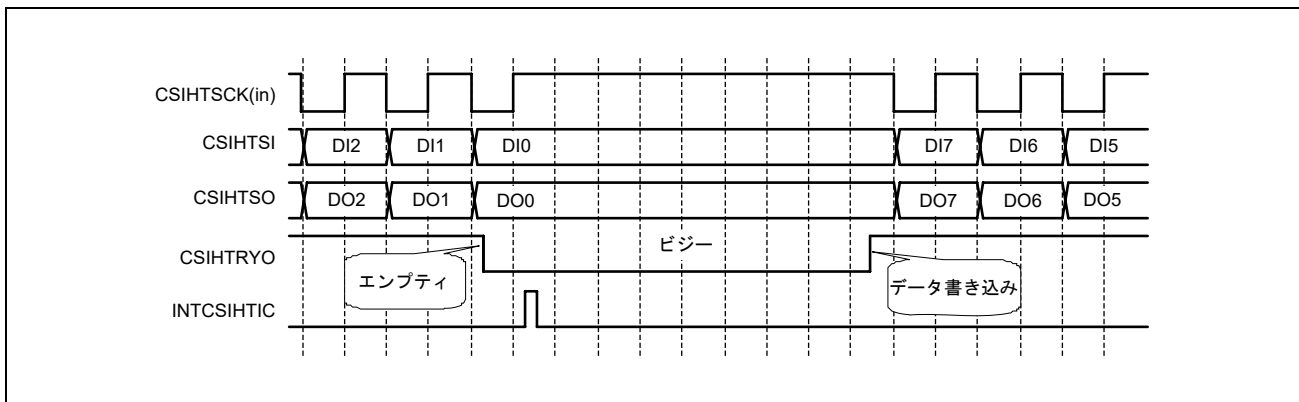 CSIHTSCK(in)
CSIHTSI DI2 DI1 DI0 DI7 DI6 DI5
CSIHTSO DO2 DO1 DO0 DO7 DO6 DO5
CSIHTRYO ビジー
エンプティ データ書き込み
INTCSIHTIC